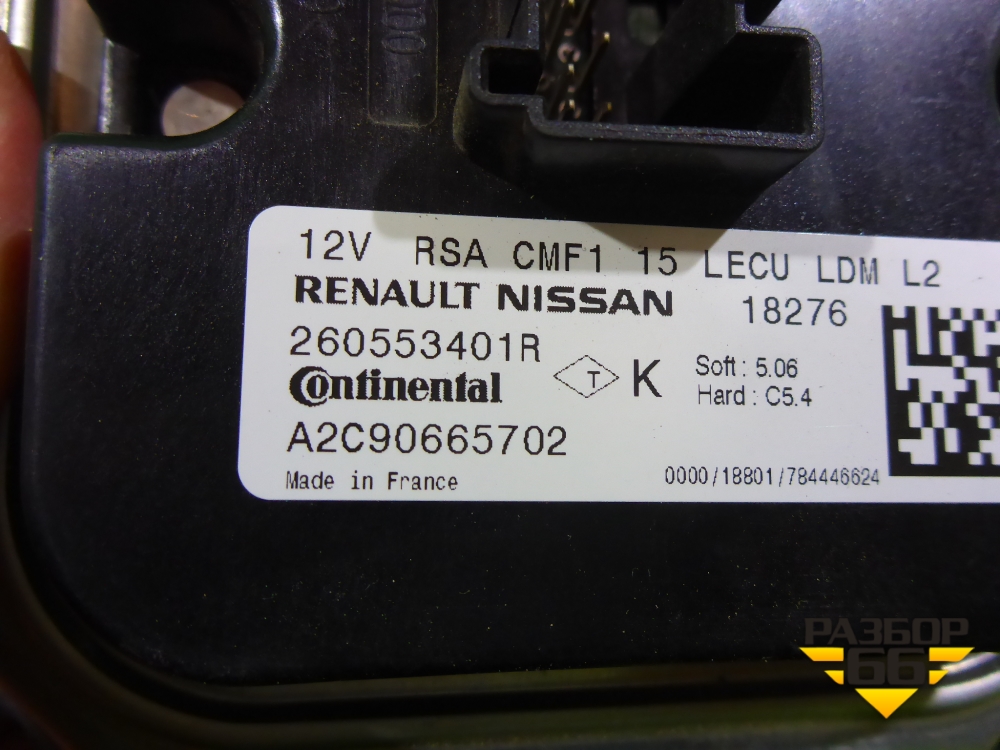 12V RSA CMF1 15 LECU LDM L2
RENAULT NISSAN 18276
260553401R
Continental T K
Soft : 5.06
Hard : C5.4
A2C90665702
Made in France 0000/18801/784446624
РАЗБОР
66